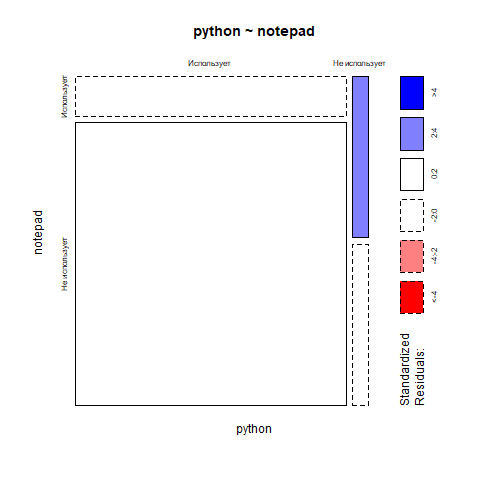 python ~ notepad
Использует
Не использует
Использует
Не использует
notepad
python
>4
2:4
0:2
-2:0
-4:-2
<-4
Standardized
Residuals: